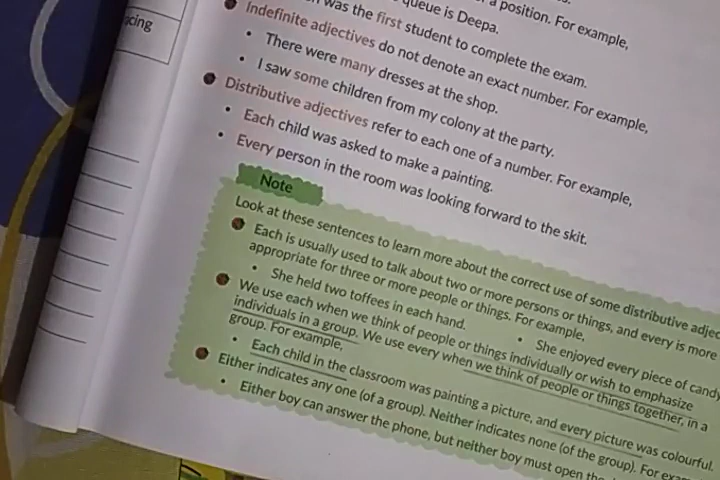 cing
a position. For example,
queue is Deepa.
was the first student to complete the exam.
Indefinite adjectives do not denote an exact number. For example,
• There were many dresses at the shop.
• I saw some children from my colony at the party.
Distributive adjectives refer to each one of a number. For example,
• Each child was asked to make a painting.
• Every person in the room was looking forward to the skit.
Note
Look at these sentences to learn more about the correct use of some distributive adjec
Each is usually used to talk about two or more persons or things, and every is more
appropriate for three or more people or things. For example,
• She held two toffees in each hand. • She enjoyed every piece of candy
We use each when we think of people or things individually or wish to emphasize
individuals in a group. We use every when we think of people or things together, in a
group. For example,
• Each child in the classroom was painting a picture, and every picture was colourful.
Either indicates any one (of a group). Neither indicates none (of the group). For exam
• Either boy can answer the phone, but neither boy must open the